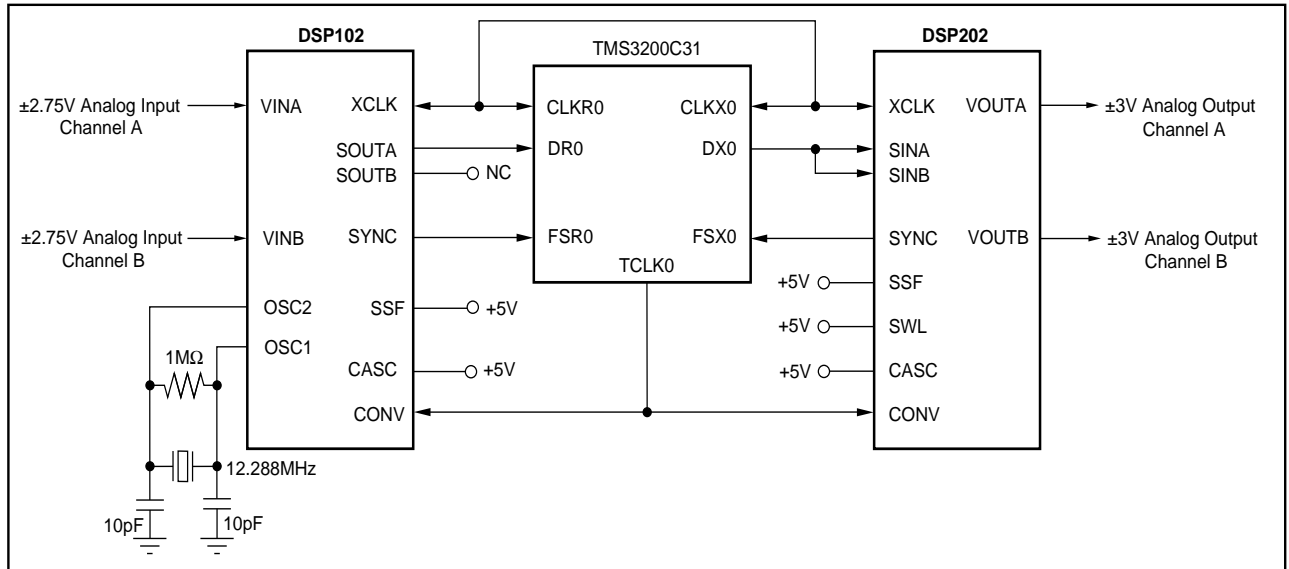 DSP102
TMS3200C31
DSP202
±2.75V Analog Input
Channel A
VINA
XCLK
CLKR0
CLKX0
XCLK
VOUTA
±3V Analog Output
Channel A
SOUTA
DR0
DX0
SINA
SOUTB
NC
SINB
±2.75V Analog Input
Channel B
VINB
SYNC
FSR0
FSX0
SYNC
VOUTB
±3V Analog Output
Channel B
TCLK0
OSC2
SSF
+5V
+5V
SSF
OSC1
+5V
SWL
1MΩ
CASC
+5V
+5V
CASC
CONV
CONV
12.288MHz
10pF
10pF